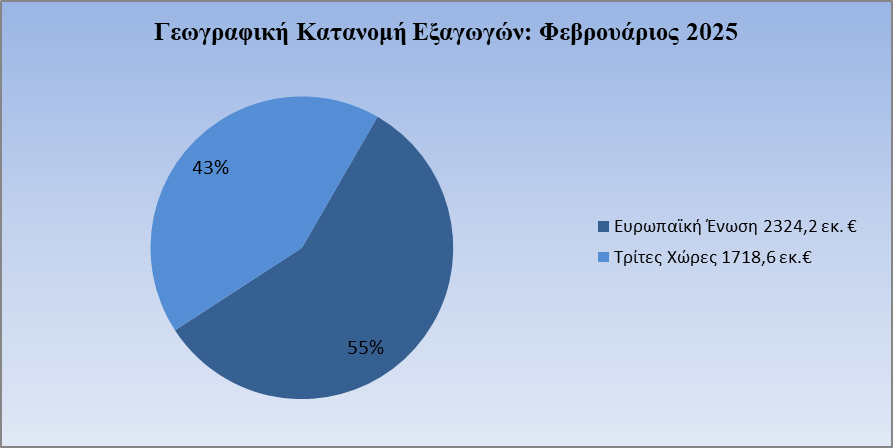 Γεωγραφική Κατανομή Εξαγωγών: Φεβρουάριος 2025
43%
55%
Ευρωπαϊκή Ένωση 2324,2 εκ. €
Τρίτες Χώρες 1718,6 εκ.€